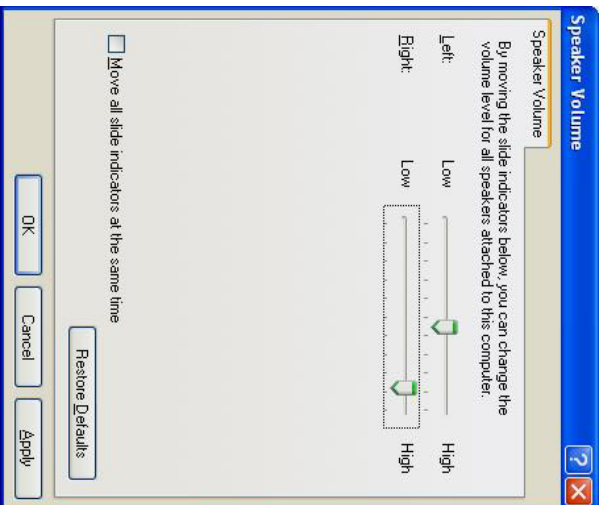 Speaker Volume
Speaker Volume
By moving the slide indicators below, you can change the
volume level for all speakers attached to this computer.
Left: Low High
Right: Low High
Move all slide indicators at the same time
Restore Defaults
OK Cancel Apply